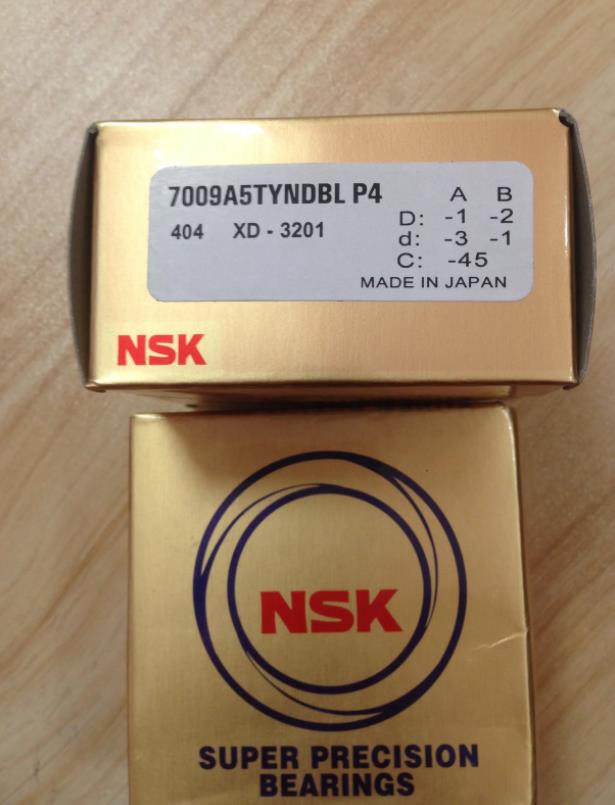 7009A5TYNDBL P4
404 XD - 3201
A B
D: -1 -2
d: -3 -1
C: -45
MADE IN JAPAN
NSK
NSK
SUPER PRECISION
BEARINGS